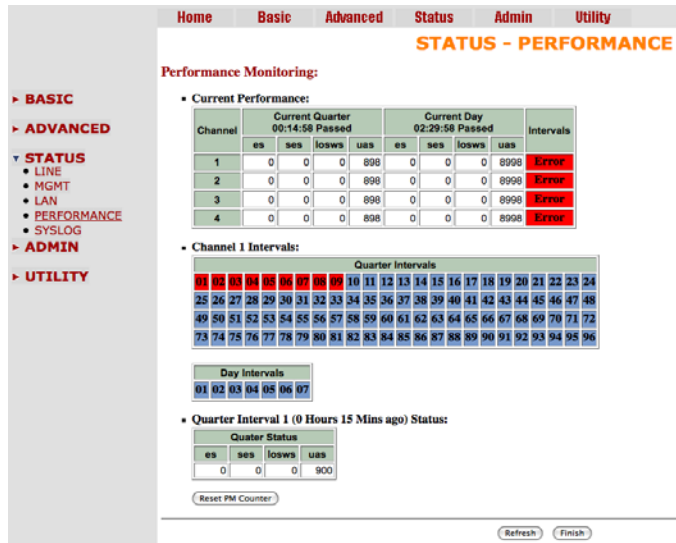 Home Basic Advanced Status Admin Utility
STATUS - PERFORMANCE
BASIC
ADVANCED
STATUS
LINE
MGMT
LAN
PERFORMANCE
SYSLOG
ADMIN
UTILITY
Performance Monitoring:
Current Performance:
Channel Current Quarter 00:14:58 Passed Current Day 02:29:58 Passed Intervals
es ses losws uas es ses losws uas
1 0 0 0 898 0 0 0 8998 Error
2 0 0 0 898 0 0 0 8998 Error
3 0 0 0 898 0 0 0 8998 Error
4 0 0 0 898 0 0 0 8998 Error
Channel 1 Intervals:
Quarter Intervals
01 02 03 04 05 06 07 08 09 10 11 12 13 14 15 16 17 18 19 20 21 22 23 24
25 26 27 28 29 30 31 32 33 34 35 36 37 38 39 40 41 42 43 44 45 46 47 48
49 50 51 52 53 54 55 56 57 58 59 60 61 62 63 64 65 66 67 68 69 70 71 72
73 74 75 76 77 78 79 80 81 82 83 84 85 86 87 88 89 90 91 92 93 94 95 96
Day Intervals
01 02 03 04 05 06 07
Quarter Interval 1 (0 Hours 15 Mins ago) Status:
Quater Status
es ses losws uas
0 0 0 900
Reset PM Counter
Refresh Finish